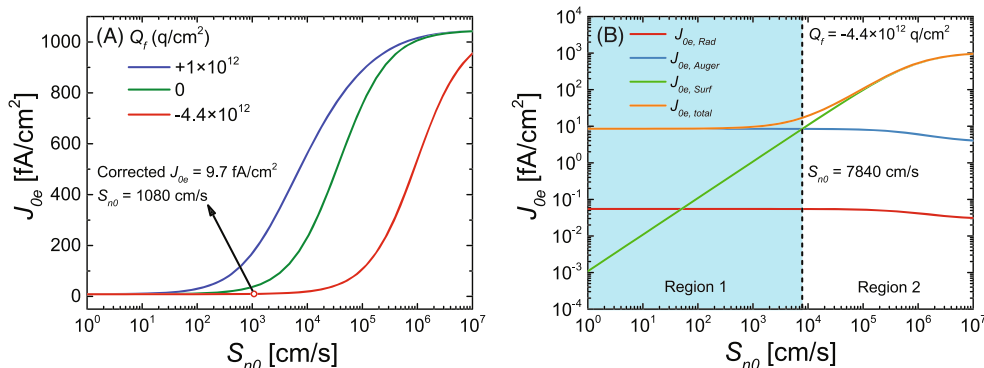 (A) Q_f (q/cm²)
+1×10¹²
0
-4.4×10¹²
Corrected J_0e = 9.7 fA/cm²
S_n0 = 1080 cm/s
J_0e [fA/cm²]
1000
800
600
400
200
0
10⁰ 10¹ 10² 10³ 10⁴ 10⁵ 10⁶ 10⁷
S_n0 [cm/s]
(B)
J_0e, Rad
J_0e, Auger
J_0e, Surf
J_0e, total
Q_f = -4.4×10¹² q/cm²
S_n0 = 7840 cm/s
Region 1
Region 2
J_0e [fA/cm²]
10⁴
10³
10²
10¹
10⁰
10⁻¹
10⁻²
10⁻³
10⁻⁴
10⁰ 10¹ 10² 10³ 10⁴ 10⁵ 10⁶ 10⁷
S_n0 [cm/s]